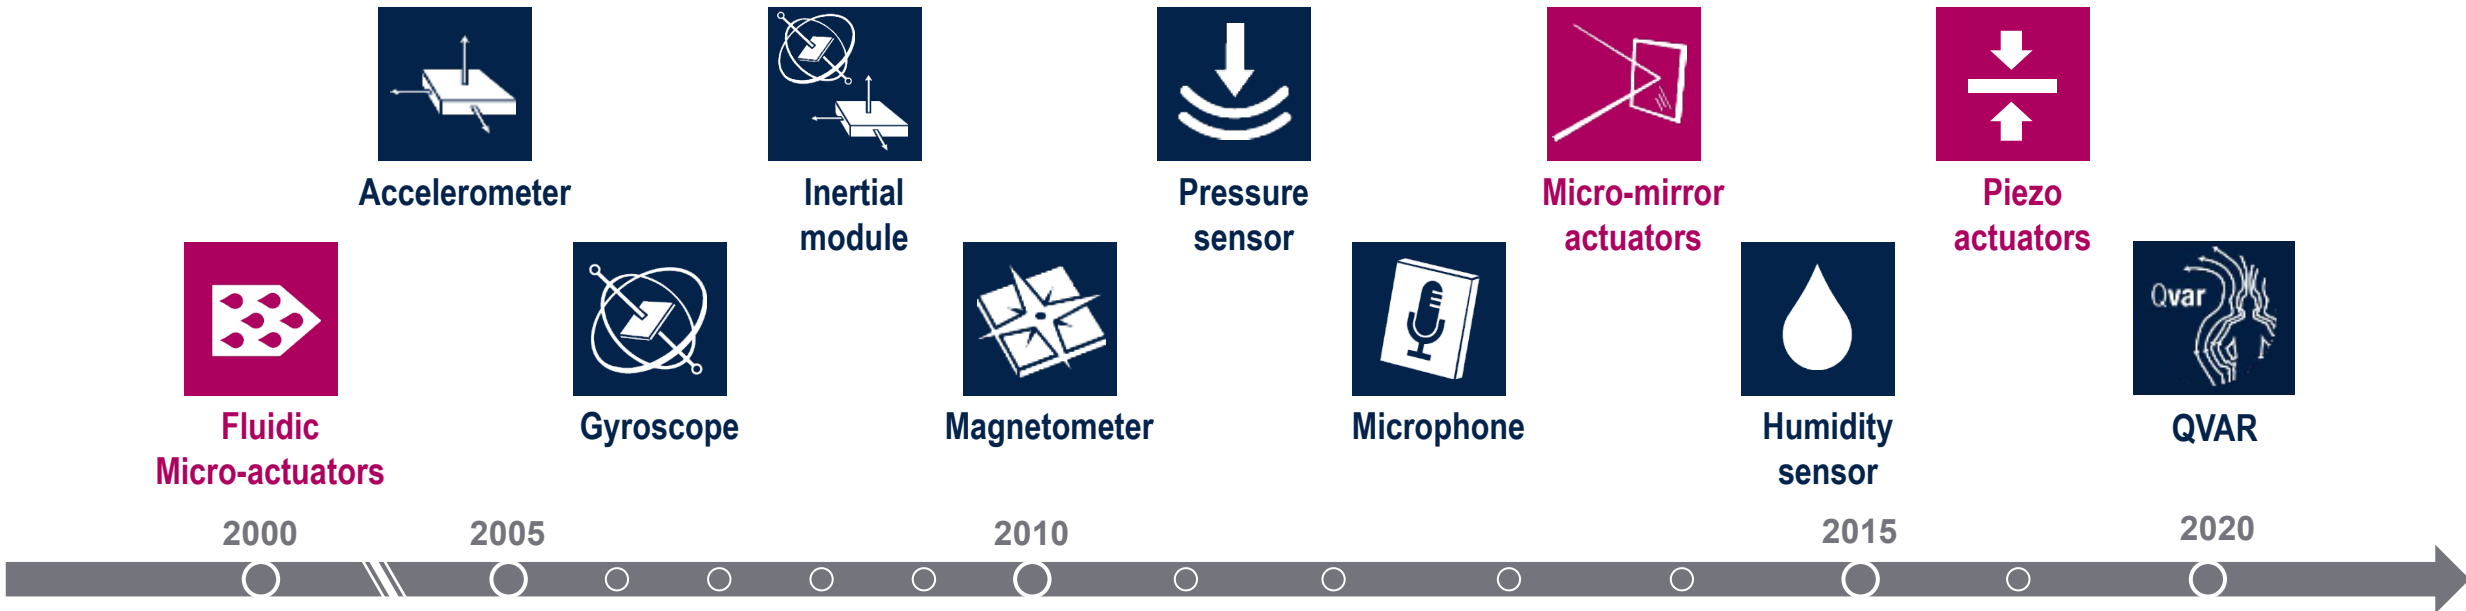 Accelerometer
Inertial
module
Pressure
sensor
Micro-mirror
actuators
Piezo
actuators
Fluidic
Micro-actuators
Gyroscope
Magnetometer
Microphone
Humidity
sensor
Qvar
QVAR
2000
2005
2010
2015
2020